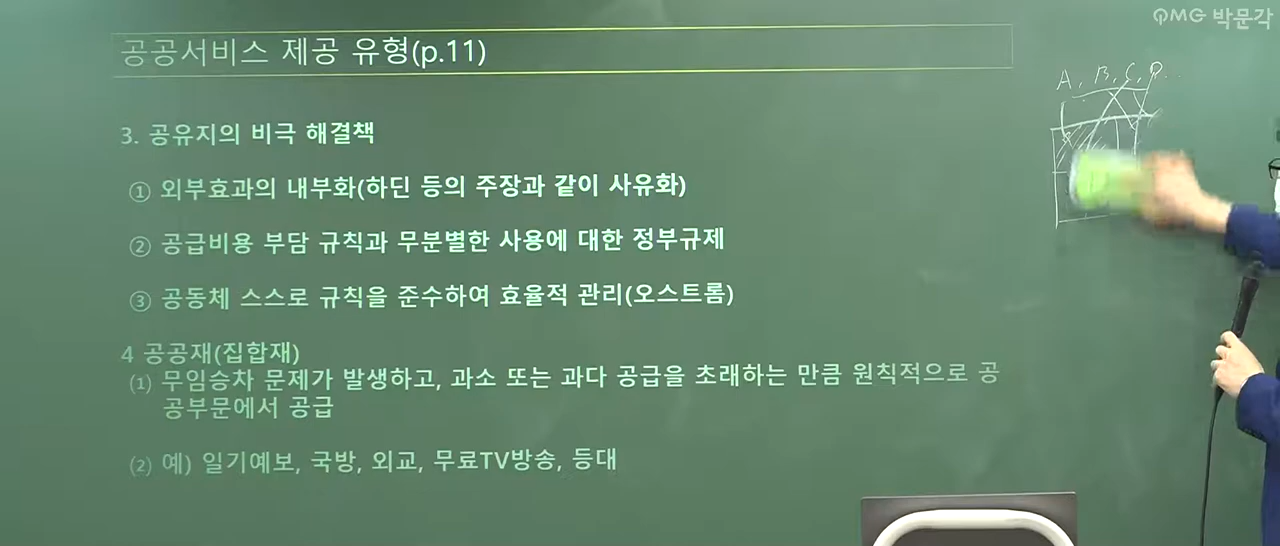 QMG 박문각
공공서비스 제공 유형(p.11)
A, B, C, D...
3. 공유지의 비극 해결책
① 외부효과의 내부화(하딘 등의 주장과 같이 사유화)
② 공급비용 부담 규칙과 무분별한 사용에 대한 정부규제
③ 공동체 스스로 규칙을 준수하여 효율적 관리(오스트롬)
4 공공재(집합재)
(1) 무임승차 문제가 발생하고, 과소 또는 과다 공급을 초래하는 만큼 원칙적으로 공
공부문에서 공급
(2) 예) 일기예보, 국방, 외교, 무료TV방송, 등대